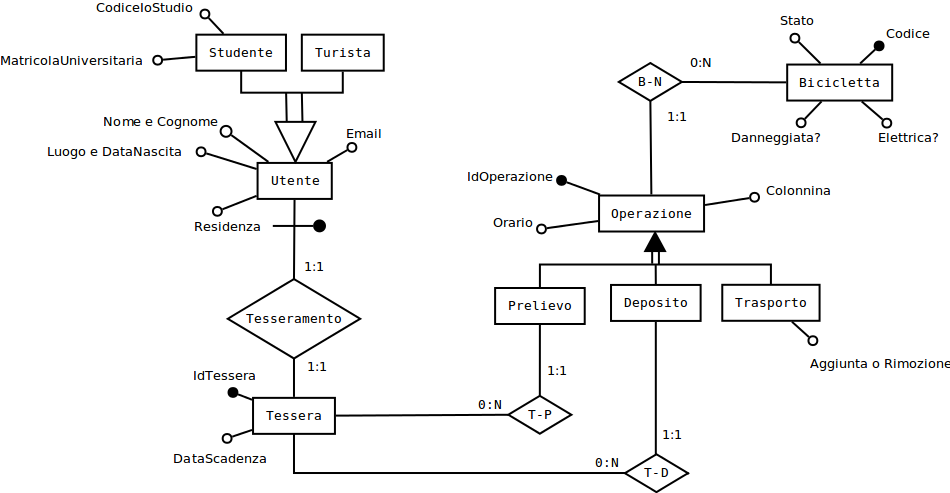 CodiceIoStudio
Studente
Turista
MatricolaUniversitaria
Stato
Codice
0:N
B-N
Bicicletta
1:1
Nome e Cognome
Email
Danneggiata?
Elettrica?
Luogo e DataNascita
Utente
IdOperazione
Colonnina
Residenza
Orario
Operazione
1:1
Prelievo
Deposito
Trasporto
Tesseramento
1:1
1:1
Aggiunta o Rimozione
IdTessera
0:N
Tessera
T-P
1:1
DataScadenza
0:N
T-D